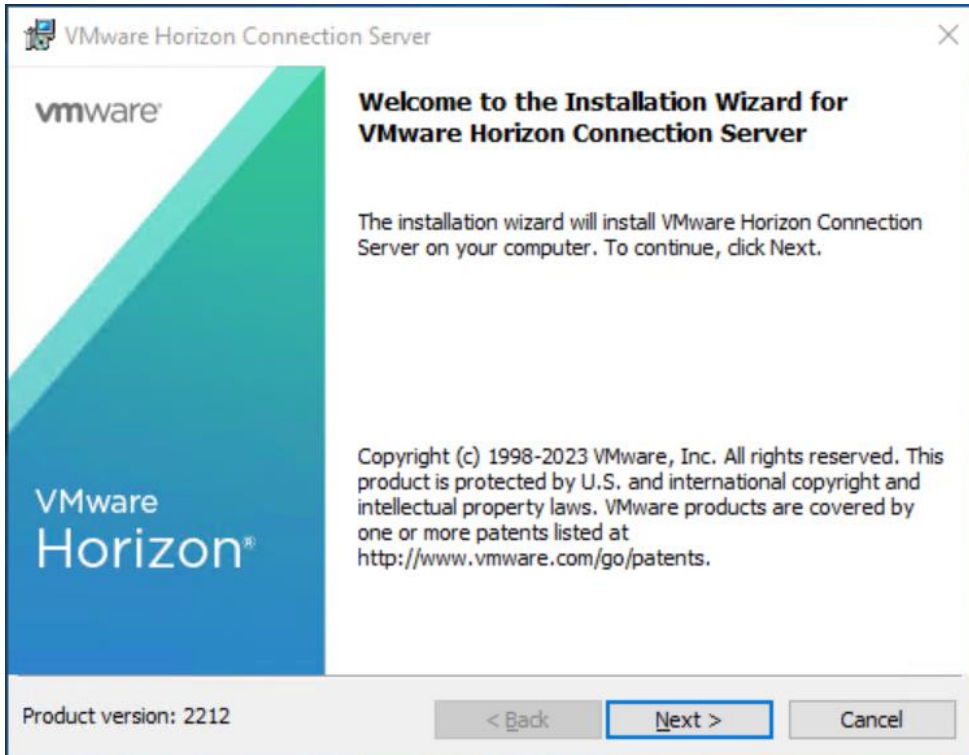 VMware Horizon Connection Server
vmware®
Welcome to the Installation Wizard for
VMware Horizon Connection Server
The installation wizard will install VMware Horizon Connection
Server on your computer. To continue, click Next.
Copyright (c) 1998-2023 VMware, Inc. All rights reserved. This
product is protected by U.S. and international copyright and
intellectual property laws. VMware products are covered by
one or more patents listed at
http://www.vmware.com/go/patents.
VMware
Horizon®
Product version: 2212
< Back
Next >
Cancel